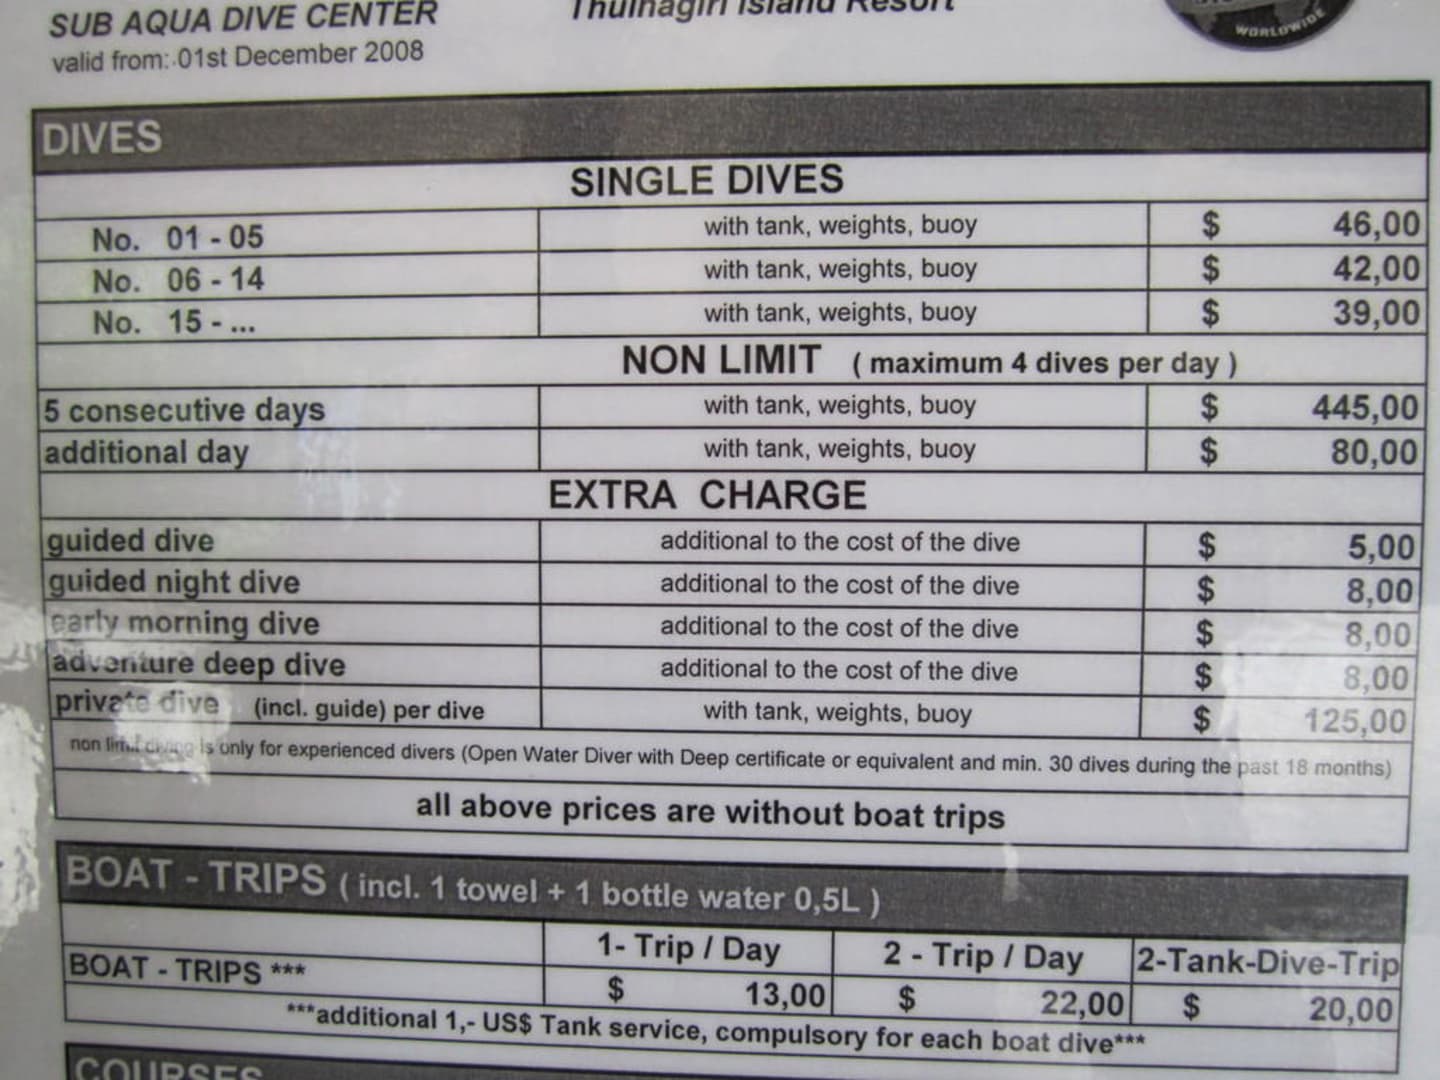 SUB AQUA DIVE CENTER
Thulhagiri Island Resort
WORLDWIDE
valid from: 01st December 2008
DIVES
SINGLE DIVES
No. 01 - 05 with tank, weights, buoy $ 46,00
No. 06 - 14 with tank, weights, buoy $ 42,00
No. 15 - ... with tank, weights, buoy $ 39,00
NON LIMIT ( maximum 4 dives per day )
5 consecutive days with tank, weights, buoy $ 445,00
additional day with tank, weights, buoy $ 80,00
EXTRA CHARGE
guided dive additional to the cost of the dive $ 5,00
guided night dive additional to the cost of the dive $ 8,00
early morning dive additional to the cost of the dive $ 8,00
adventure deep dive additional to the cost of the dive $ 8,00
private dive (incl. guide) per dive with tank, weights, buoy $ 125,00
non limit diving is only for experienced divers (Open Water Diver with Deep certificate or equivalent and min. 30 dives during the past 18 months)
all above prices are without boat trips
BOAT - TRIPS ( incl. 1 towel + 1 bottle water 0,5L )
1- Trip / Day 2 - Trip / Day 2-Tank-Dive-Trip
BOAT - TRIPS *** $ 13,00 $ 22,00 $ 20,00
***additional 1,- US$ Tank service, compulsory for each boat dive***
COURSES